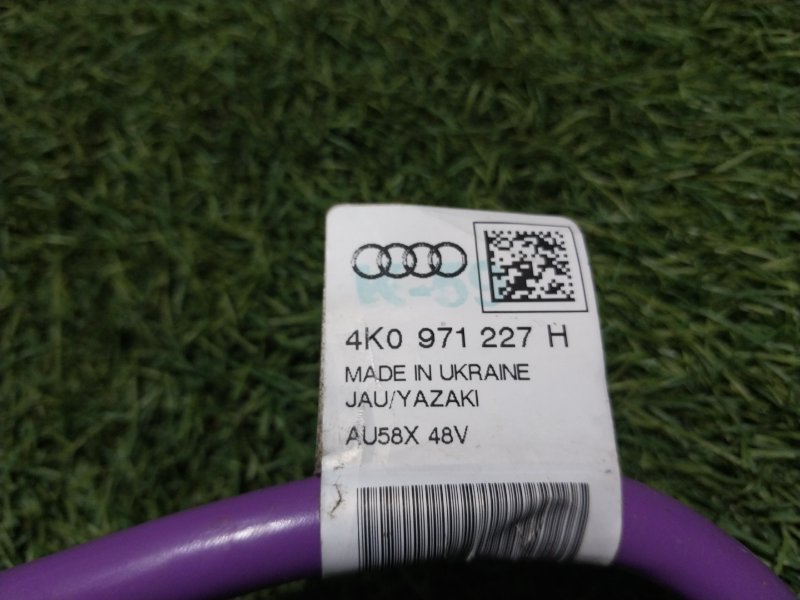 4K0 971 227 H
MADE IN UKRAINE
JAU/YAZAKI
AU58X 48V